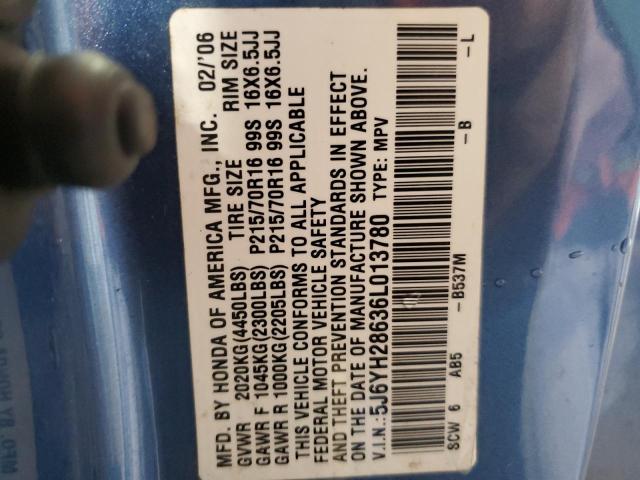 MFD. BY HONDA OF AMERICA MFG., INC. 02/'06
GVWR 2020KG(4450LBS) TIRE SIZE RIM SIZE
GAWR F 1045KG(2300LBS) P215/70R16 99S 16X6.5JJ
GAWR R 1000KG(2205LBS) P215/70R16 99S 16X6.5JJ
THIS VEHICLE CONFORMS TO ALL APPLICABLE
FEDERAL MOTOR VEHICLE SAFETY
AND THEFT PREVENTION STANDARDS IN EFFECT
ON THE DATE OF MANUFACTURE SHOWN ABOVE.
V.I.N.:5J6YH28636L013780 TYPE: MPV
SCW 6 AB5 -B537M -B -L